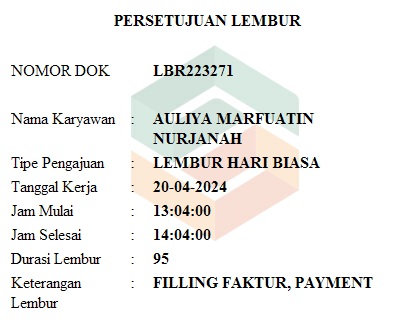 PERSETUJUAN LEMBUR
NOMOR DOK LBR223271
Nama Karyawan : AULIYA MARFUATIN
NURJANAH
Tipe Pengajuan : LEMBUR HARI BIASA
Tanggal Kerja : 20-04-2024
Jam Mulai : 13:04:00
Jam Selesai : 14:04:00
Durasi Lembur : 95
Keterangan : FILLING FAKTUR, PAYMENT
Lembur